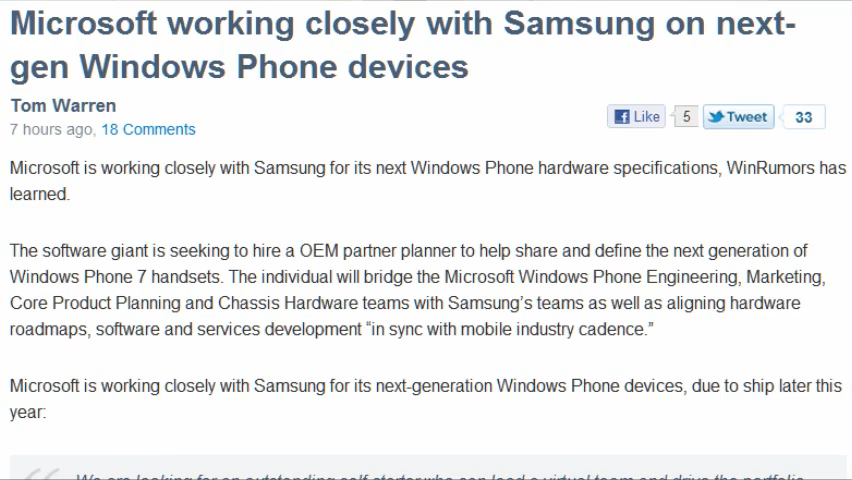 Microsoft working closely with Samsung on next-
gen Windows Phone devices
Tom Warren
7 hours ago, 18 Comments
Like 5 Tweet 33
Microsoft is working closely with Samsung for its next Windows Phone hardware specifications, WinRumors has
learned.
The software giant is seeking to hire a OEM partner planner to help share and define the next generation of
Windows Phone 7 handsets. The individual will bridge the Microsoft Windows Phone Engineering, Marketing,
Core Product Planning and Chassis Hardware teams with Samsung's teams as well as aligning hardware
roadmaps, software and services development “in sync with mobile industry cadence.”
Microsoft is working closely with Samsung for its next-generation Windows Phone devices, due to ship later this
year:
“ We are looking for an outstanding self-starter who can lead a virtual team and drive the portfolio